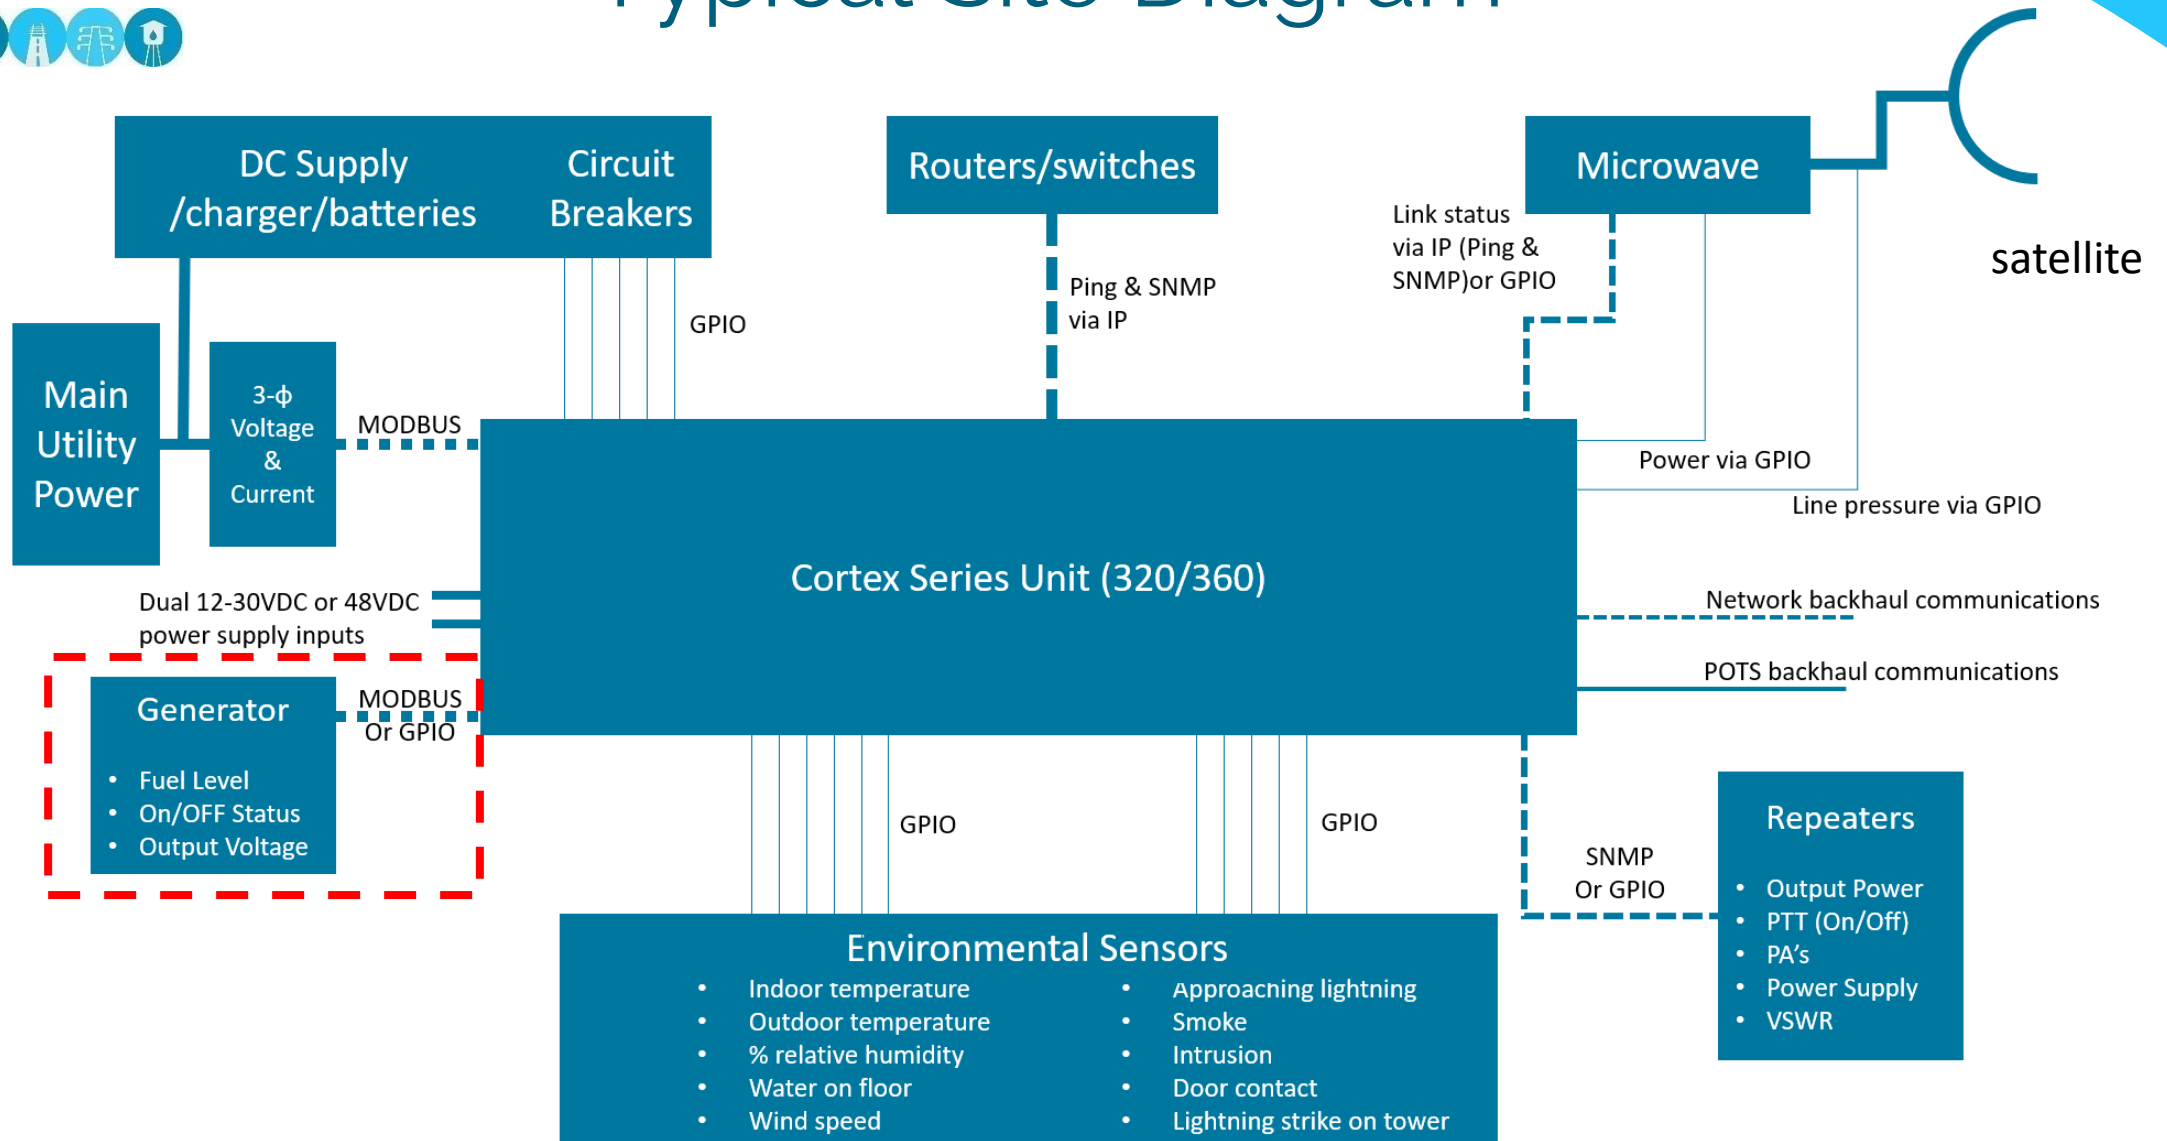 Typical Site Diagram
DC Supply
/charger/batteries
Circuit
Breakers
Routers/switches
Microwave
Link status
via IP (Ping &
SNMP)or GPIO
satellite
Ping & SNMP
via IP
GPIO
Main
Utility
Power
3-ϕ
Voltage
&
Current
MODBUS
Power via GPIO
Line pressure via GPIO
Cortex Series Unit (320/360)
Dual 12-30VDC or 48VDC
power supply inputs
Network backhaul communications
POTS backhaul communications
Generator
• Fuel Level
• On/OFF Status
• Output Voltage
MODBUS
Or GPIO
GPIO
GPIO
SNMP
Or GPIO
Repeaters
• Output Power
• PTT (On/Off)
• PA’s
• Power Supply
• VSWR
Environmental Sensors
• Indoor temperature
• Outdoor temperature
• % relative humidity
• Water on floor
• Wind speed
• Approaching lightning
• Smoke
• Intrusion
• Door contact
• Lightning strike on tower